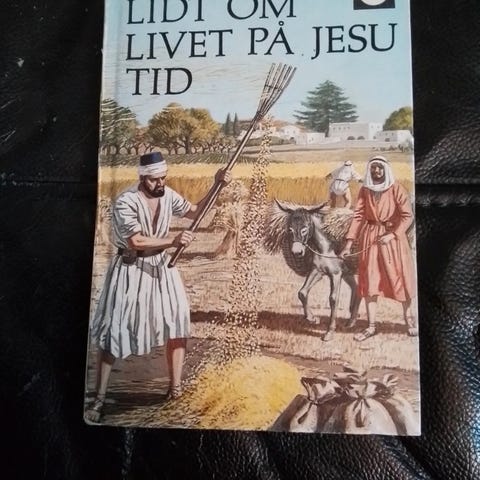 LIDT OM
LIVET PÅ JESU
TID